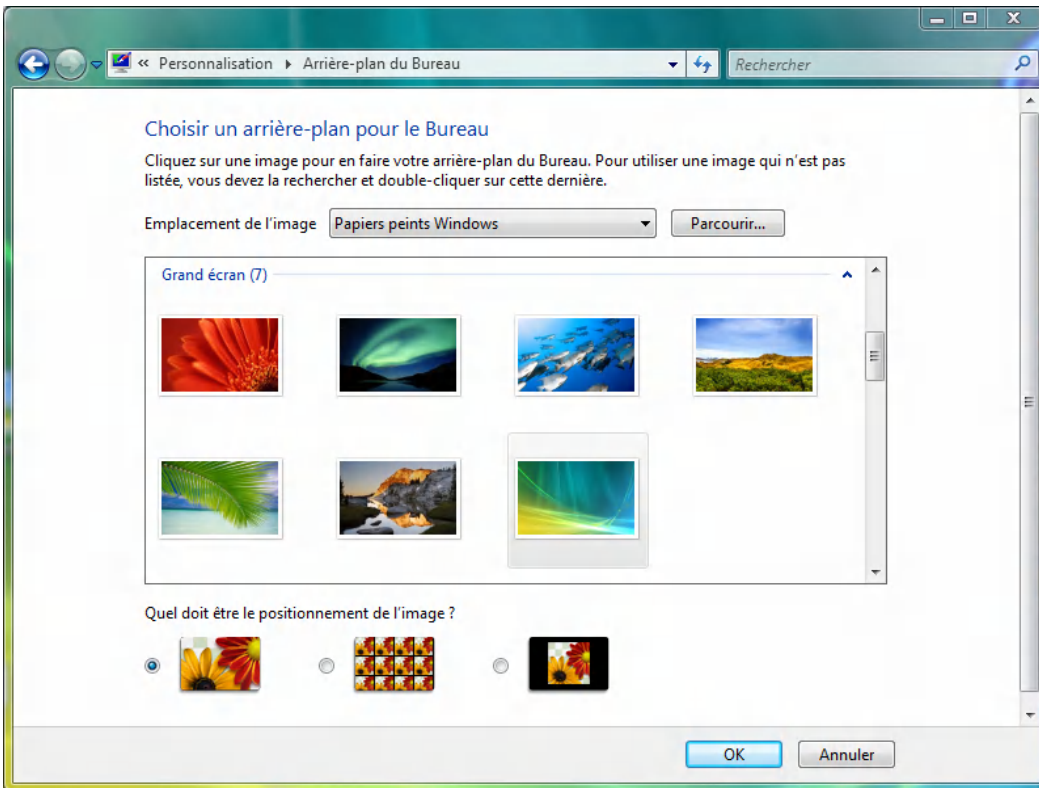 « Personnalisation Arrière-plan du Bureau
Rechercher
Choisir un arrière-plan pour le Bureau
Cliquez sur une image pour en faire votre arrière-plan du Bureau. Pour utiliser une image qui n'est pas
listée, vous devez la rechercher et double-cliquer sur cette dernière.
Emplacement de l'image Papiers peints Windows Parcourir...
Grand écran (7)
Quel doit être le positionnement de l'image ?
OK Annuler